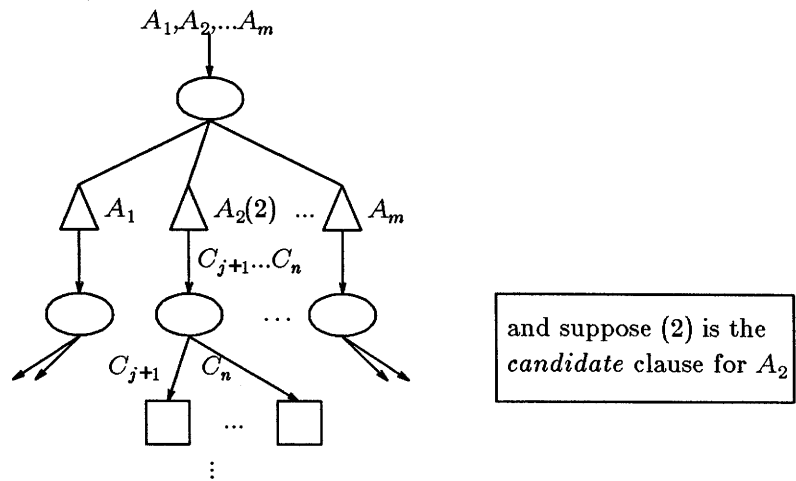 A₁,A₂,...Aₘ
A₁ A₂(2) ... Aₘ
Cⱼ₊₁...Cₙ
...
and suppose (2) is the
candidate clause for A₂
Cⱼ₊₁ Cₙ
...
⋮